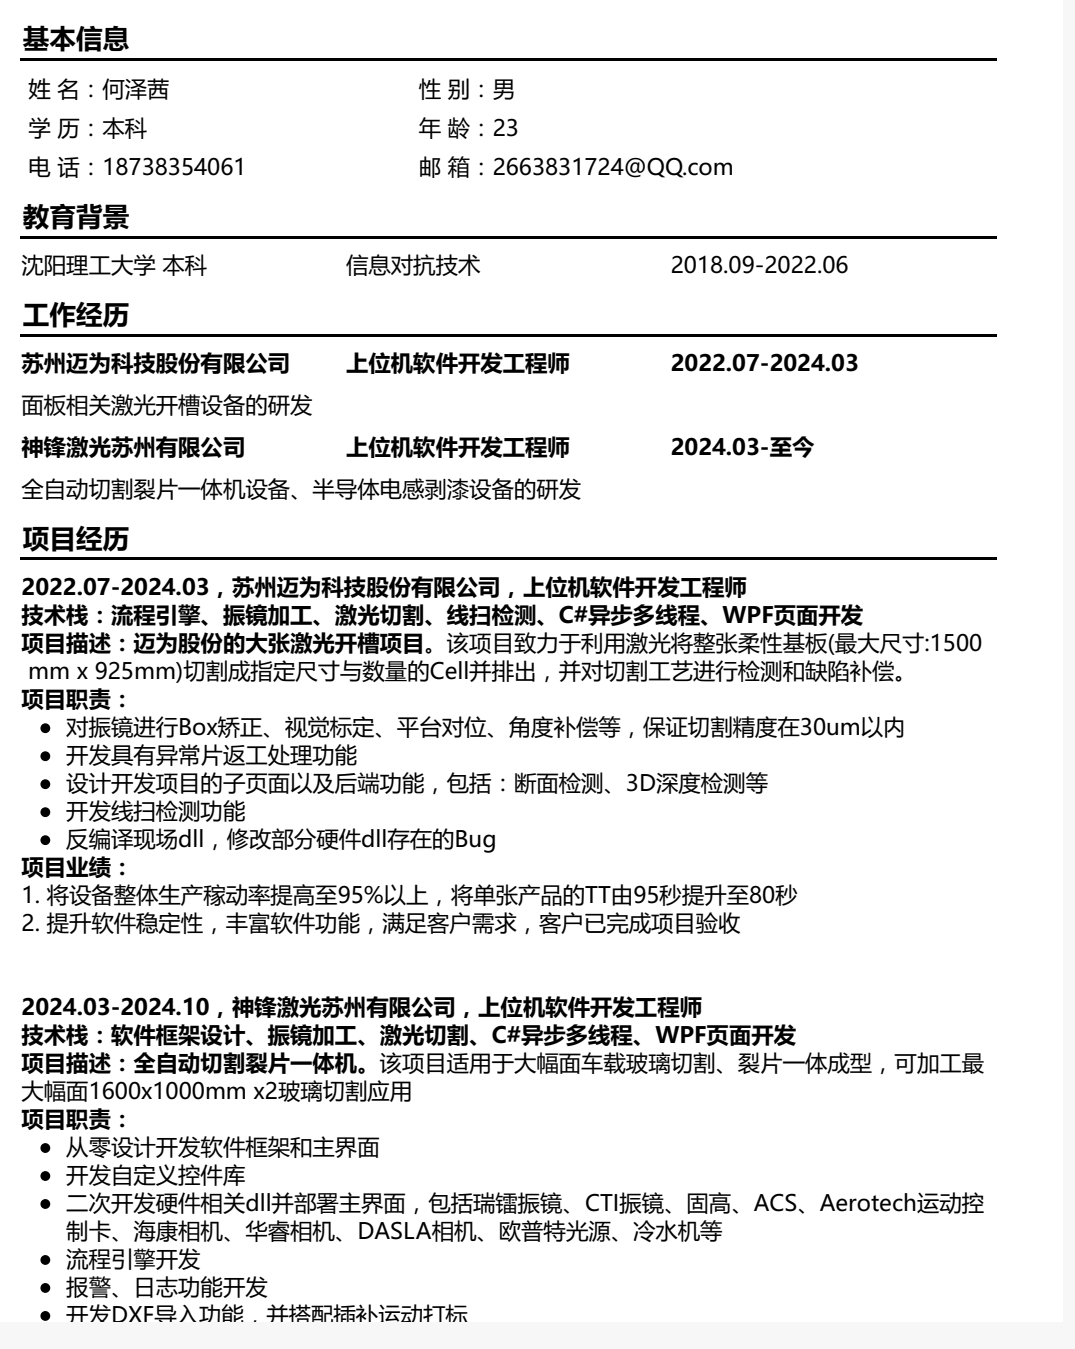 基本信息
姓 名：何泽茜 性 别：男
学 历：本科 年 龄：23
电 话：18738354061 邮 箱：2663831724@QQ.com
教育背景
沈阳理工大学 本科 信息对抗技术 2018.09-2022.06
工作经历
苏州迈为科技股份有限公司 上位机软件开发工程师 2022.07-2024.03
面板相关激光开槽设备的研发
神锋激光苏州有限公司 上位机软件开发工程师 2024.03-至今
全自动切割裂片一体机设备、半导体电感剥漆设备的研发
项目经历
2022.07-2024.03，苏州迈为科技股份有限公司，上位机软件开发工程师
技术栈：流程引擎、振镜加工、激光切割、线扫检测、C#异步多线程、WPF页面开发
项目描述：迈为股份的大张激光开槽项目。该项目致力于利用激光将整张柔性基板(最大尺寸:1500
mm x 925mm)切割成指定尺寸与数量的Cell并排出，并对切割工艺进行检测和缺陷补偿。
项目职责：
● 对振镜进行Box矫正、视觉标定、平台对位、角度补偿等，保证切割精度在30um以内
● 开发具有异常片返工处理功能
● 设计开发项目的子页面以及后端功能，包括：断面检测、3D深度检测等
● 开发线扫检测功能
● 反编译现场dll，修改部分硬件dll存在的Bug
项目业绩：
1. 将设备整体生产稼动率提高至95%以上，将单张产品的TT由95秒提升至80秒
2. 提升软件稳定性，丰富软件功能，满足客户需求，客户已完成项目验收
2024.03-2024.10，神锋激光苏州有限公司，上位机软件开发工程师
技术栈：软件框架设计、振镜加工、激光切割、C#异步多线程、WPF页面开发
项目描述：全自动切割裂片一体机。该项目适用于大幅面车载玻璃切割、裂片一体成型，可加工最
大幅面1600x1000mm x2玻璃切割应用
项目职责：
● 从零设计开发软件框架和主界面
● 开发自定义控件库
● 二次开发硬件相关dll并部署主界面，包括瑞镭振镜、CTI振镜、固高、ACS、Aerotech运动控
制卡、海康相机、华睿相机、DASLA相机、欧普特光源、冷水机等
● 流程引擎开发
● 报警、日志功能开发
● 开发DXF导入功能，并搭配插补运动打标